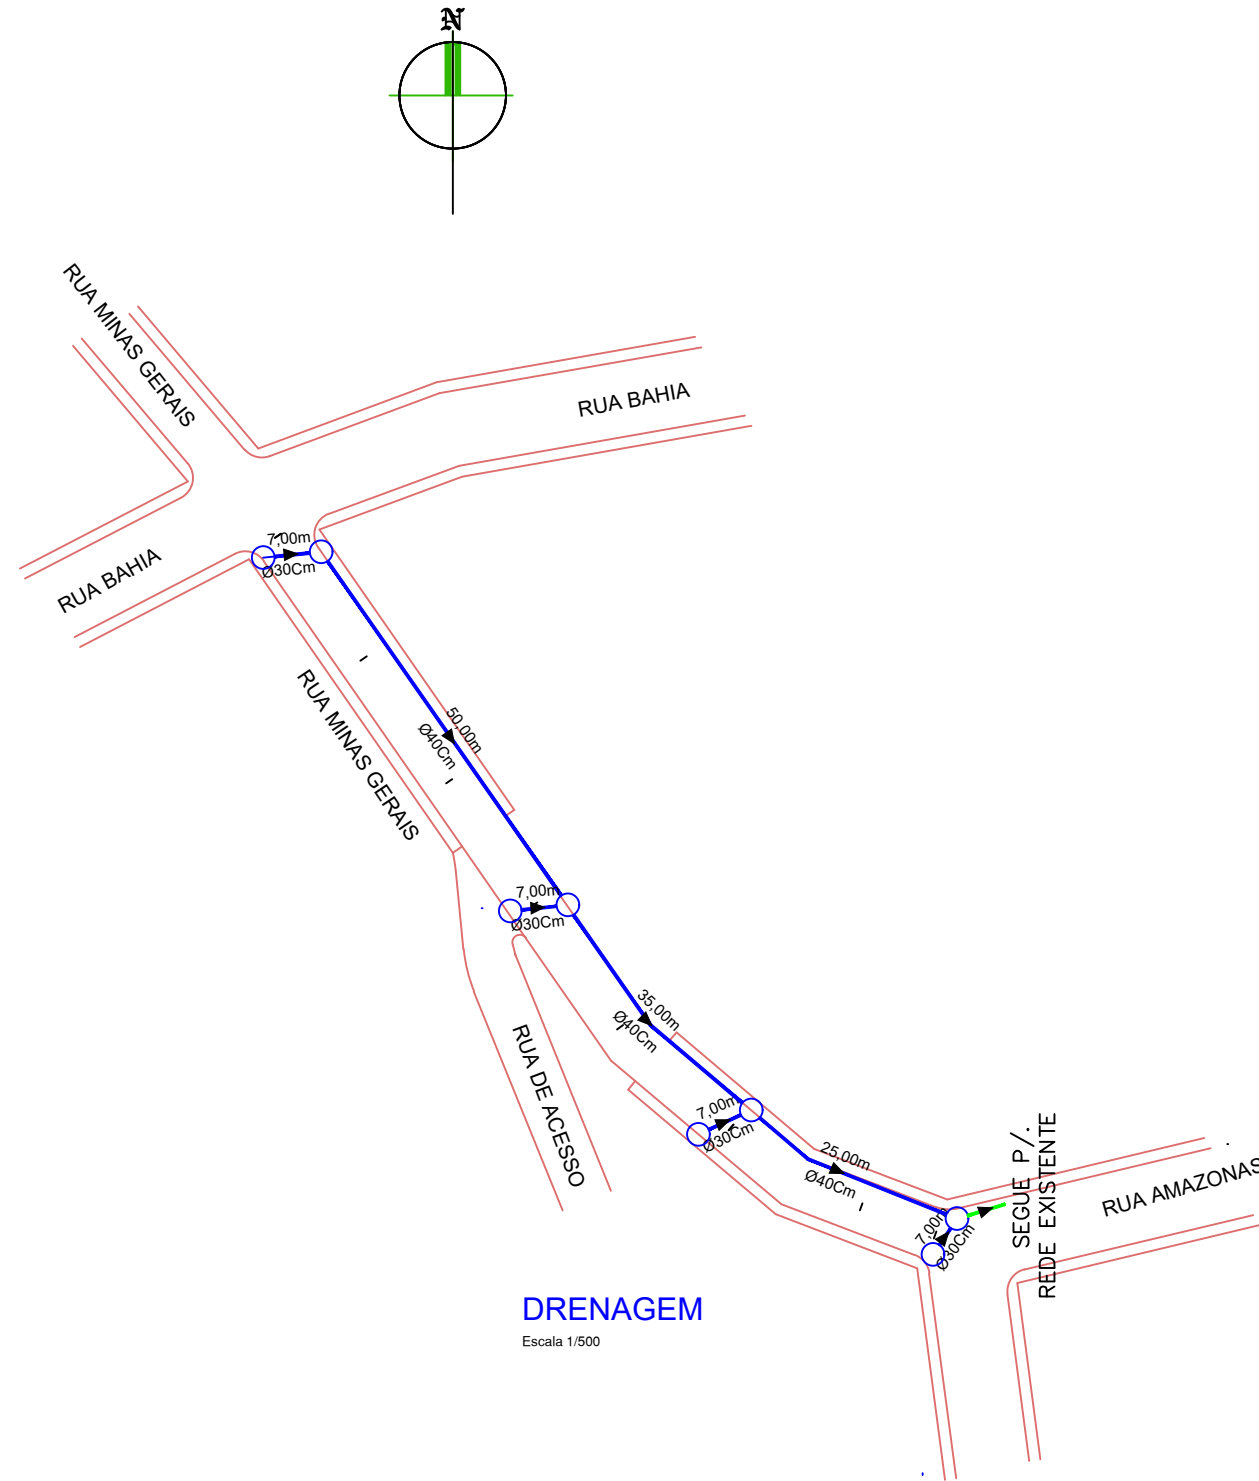 N
RUA MINAS GERAIS
RUA BAHIA
RUA BAHIA
7,00m
Ø30Cm
RUA MINAS GERAIS
50,00m
Ø40Cm
7,00m
Ø30Cm
35,00m
Ø40Cm
RUA DE ACESSO
7,00m
Ø30Cm
25,00m
Ø40Cm
7,00m
Ø30Cm
SEGUE P/.
REDE EXISTENTE
RUA AMAZONAS
DRENAGEM
Escala 1/500